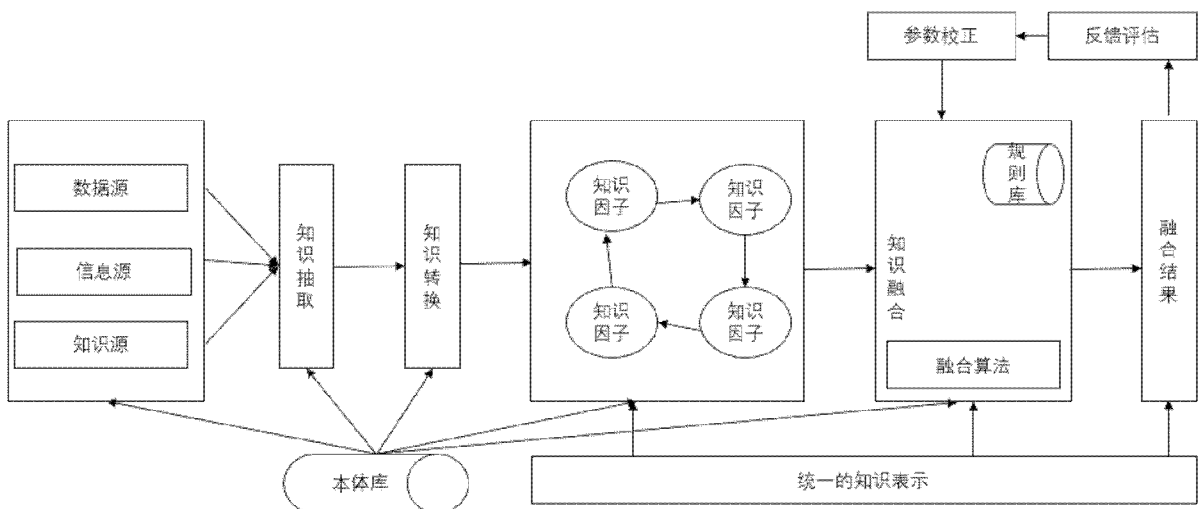 参数校正
反馈评估
数据源
信息源
知识源
知识抽取
知识转换
知识
因子
知识
因子
知识
因子
知识
因子
知识融合
规则库
融合算法
融合结果
本体库
统一的知识表示